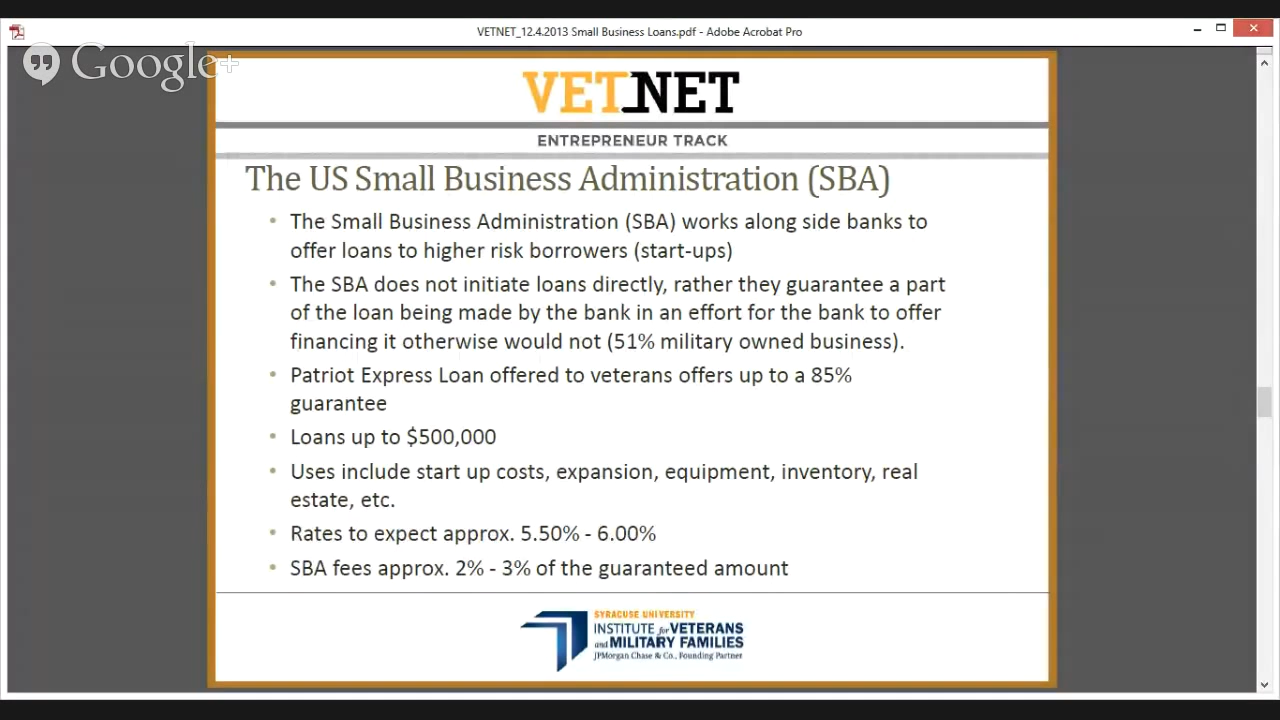 VETNET_12.4.2013 Small Business Loans.pdf - Adobe Acrobat Pro
Google+
VETNET
ENTREPRENEUR TRACK
The US Small Business Administration (SBA)
• The Small Business Administration (SBA) works along side banks to
offer loans to higher risk borrowers (start-ups)
• The SBA does not initiate loans directly, rather they guarantee a part
of the loan being made by the bank in an effort for the bank to offer
financing it otherwise would not (51% military owned business).
• Patriot Express Loan offered to veterans offers up to a 85%
guarantee
• Loans up to $500,000
• Uses include start up costs, expansion, equipment, inventory, real
estate, etc.
• Rates to expect approx. 5.50% - 6.00%
• SBA fees approx. 2% - 3% of the guaranteed amount
SYRACUSE UNIVERSITY
INSTITUTE for VETERANS
and MILITARY FAMILIES
JPMorgan Chase & Co., Founding Partner